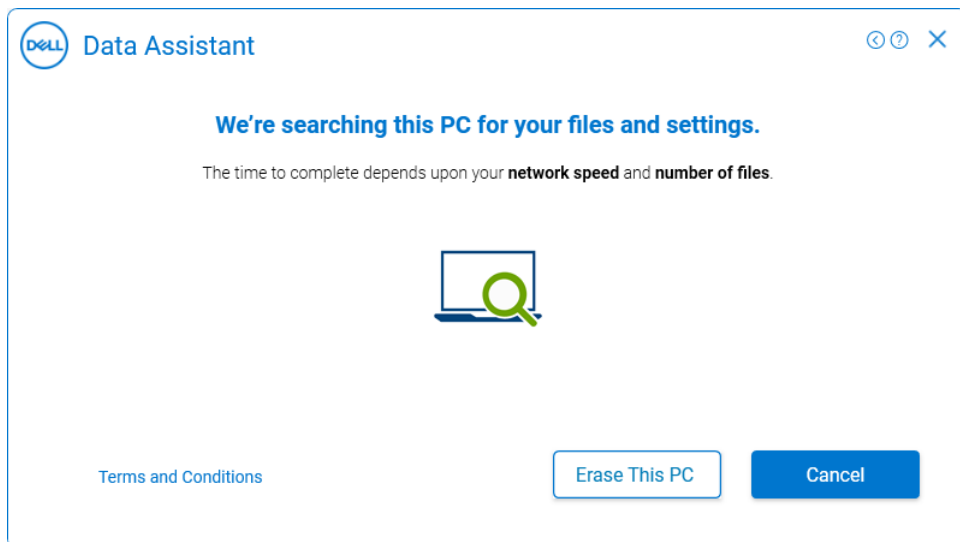 DELL
Data Assistant
We're searching this PC for your files and settings.
The time to complete depends upon your network speed and number of files.
Terms and Conditions
Erase This PC
Cancel